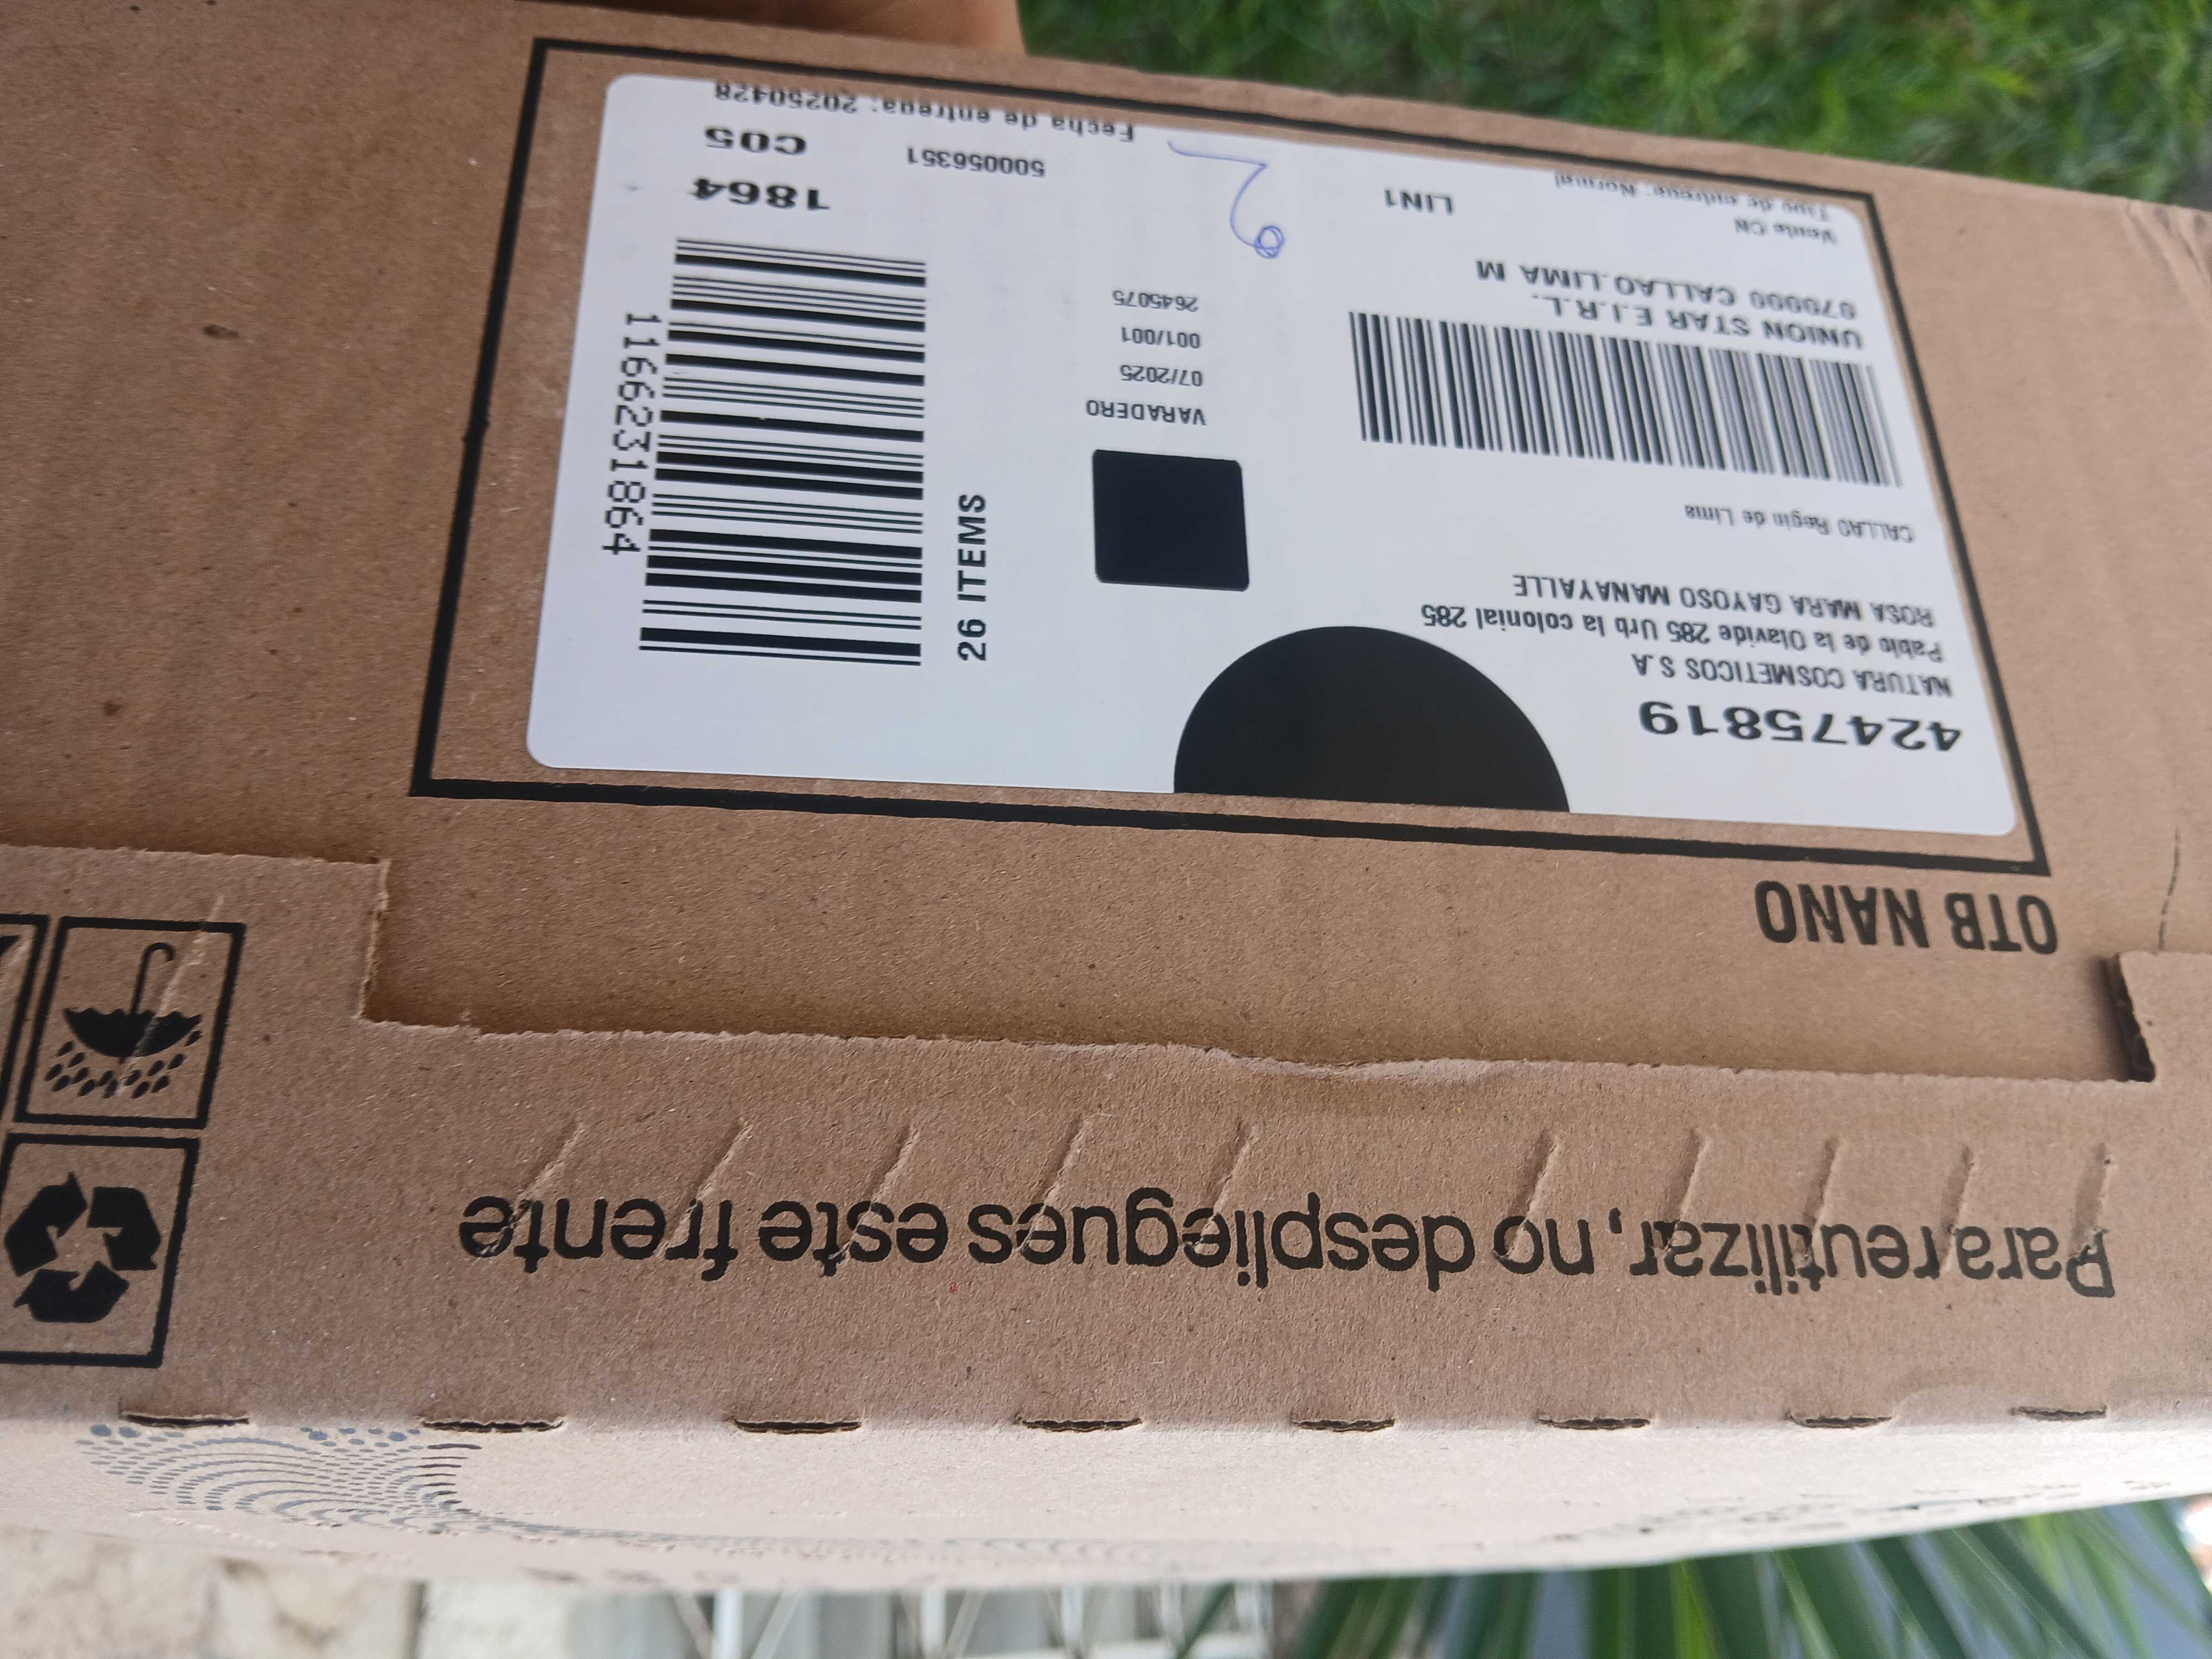 OTB NANO
42475819
NATURA COSMETICOS S.A
Pablo de la Olavide 285 Urb la colonial 285
ROSA MARA GAYOSO MANAYALLE
CALLAO Regin de Lima
UNION STAR E.I.R.L.
070000 CALLAO.LIMA M
Venta CN
Tipo de entrega: Normal
LIN1
VARADERO
07/2025
001/001
2645075
2
500056351
Fecha de entrega: 20250428
26 ITEMS
1166231864
1864
C05
Para reutilizar, no despliegues este frente